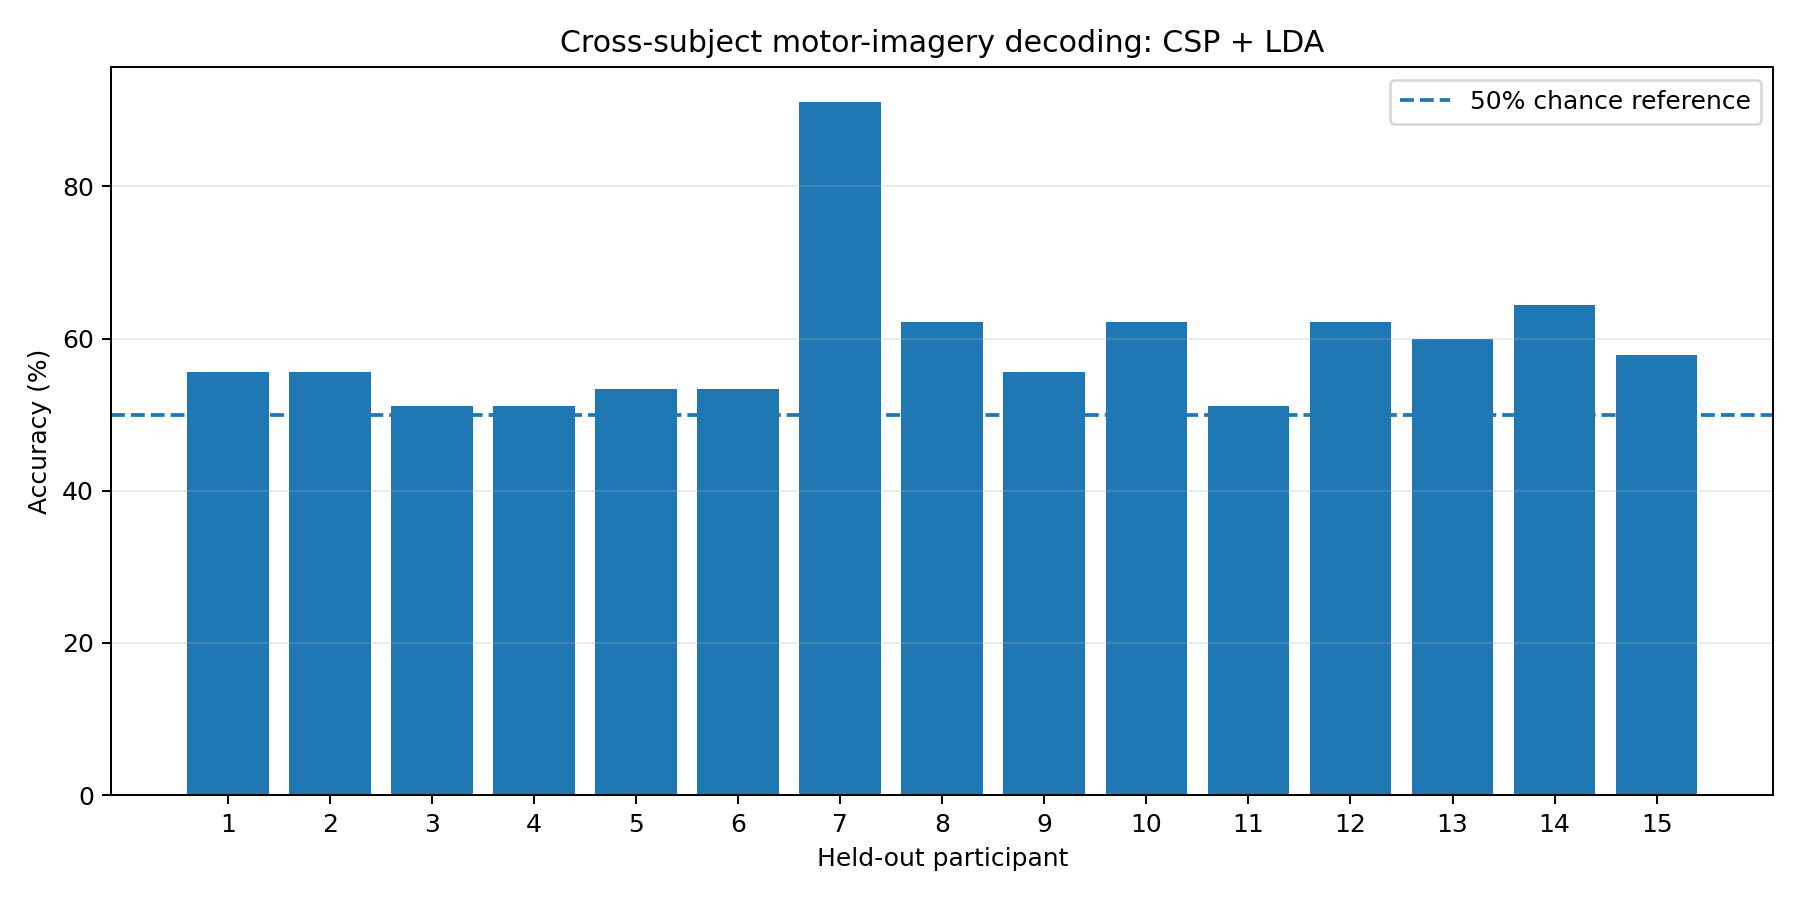 Cross-subject motor-imagery decoding: CSP + LDA
50% chance reference
80
60
40
20
0
Accuracy (%)
1 2 3 4 5 6 7 8 9 10 11 12 13 14 15
Held-out participant